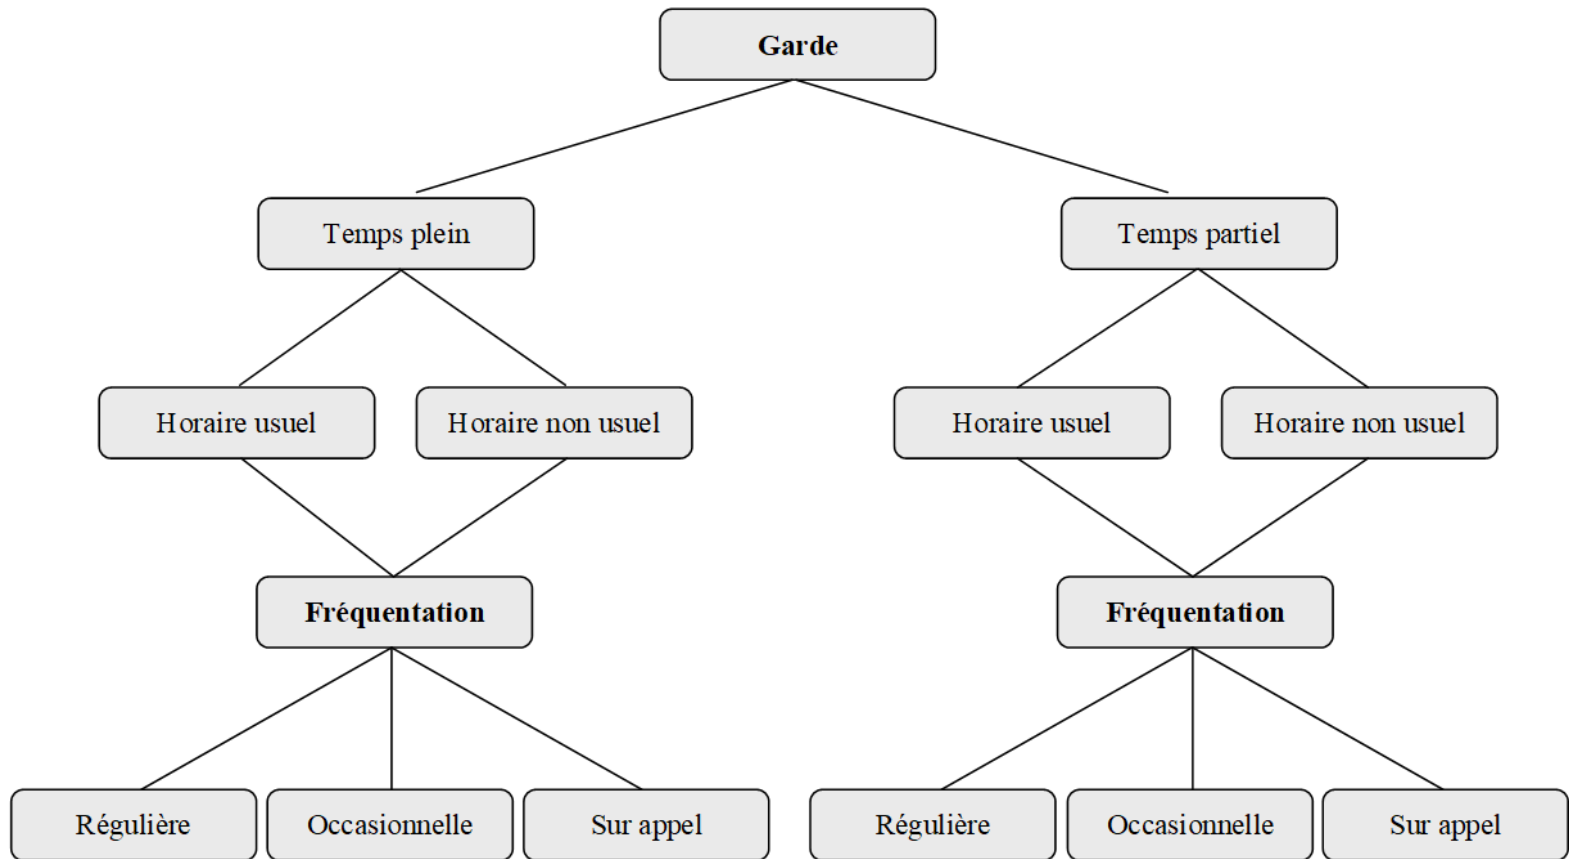 Garde
Temps plein
Temps partiel
Horaire usuel
Horaire non usuel
Horaire usuel
Horaire non usuel
Fréquentation
Fréquentation
Régulière
Occasionnelle
Sur appel
Régulière
Occasionnelle
Sur appel